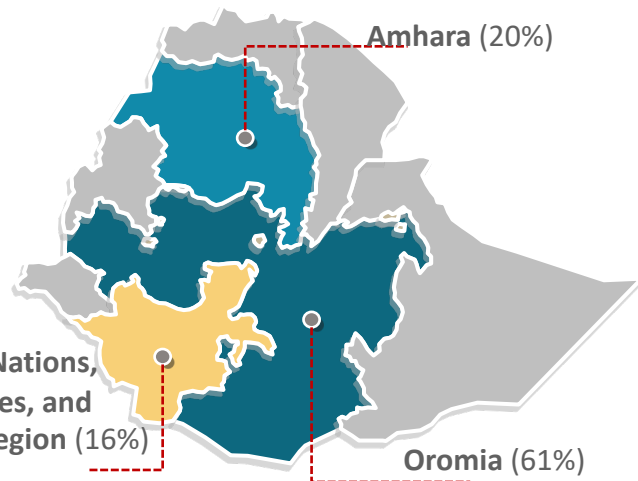 Amhara (20%)
Nations,
es, and
egion (16%)
Oromia (61%)